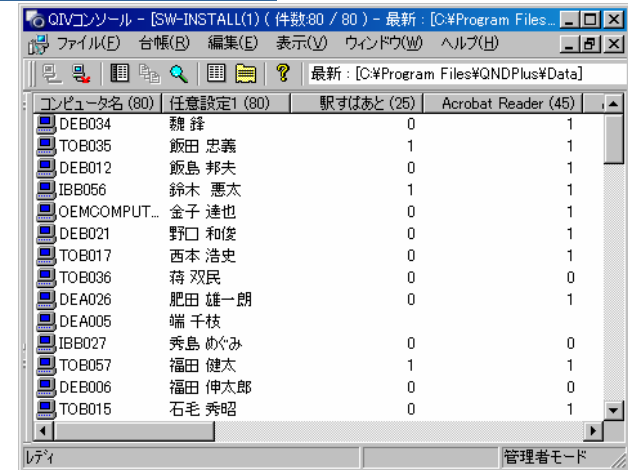 QIVコンソール - [SW-INSTALL(1) ( 件数:80 / 80 ) - 最新 : [C:¥Program Files...
ファイル(F) 台帳(R) 編集(E) 表示(V) ウィンドウ(W) ヘルプ(H)
最新 : [C:¥Program Files¥QNDPlus¥Data]
コンピュータ名 (80) 任意設定1 (80) 駅すぱあと (25) Acrobat Reader (45)
DEB034 魏 鋒 0 1
TOB035 飯田 忠義 1 1
DEB012 飯島 邦夫 0 1
IBB056 鈴木 悪太 1 1
OEMCOMPUT... 金子 達也 0 1
DEB021 野口 和俊 0 1
TOB017 西本 浩史 0 1
TOB036 蒋 双民 0 0
DEA026 肥田 雄一朗 0 1
DEA005 端 千枝
IBB027 秀島 めぐみ 0 0
TOB057 福田 健太 1 1
DEB006 福田 伸太郎 0 0
TOB015 石毛 秀昭 0 1
レディ 管理者モード